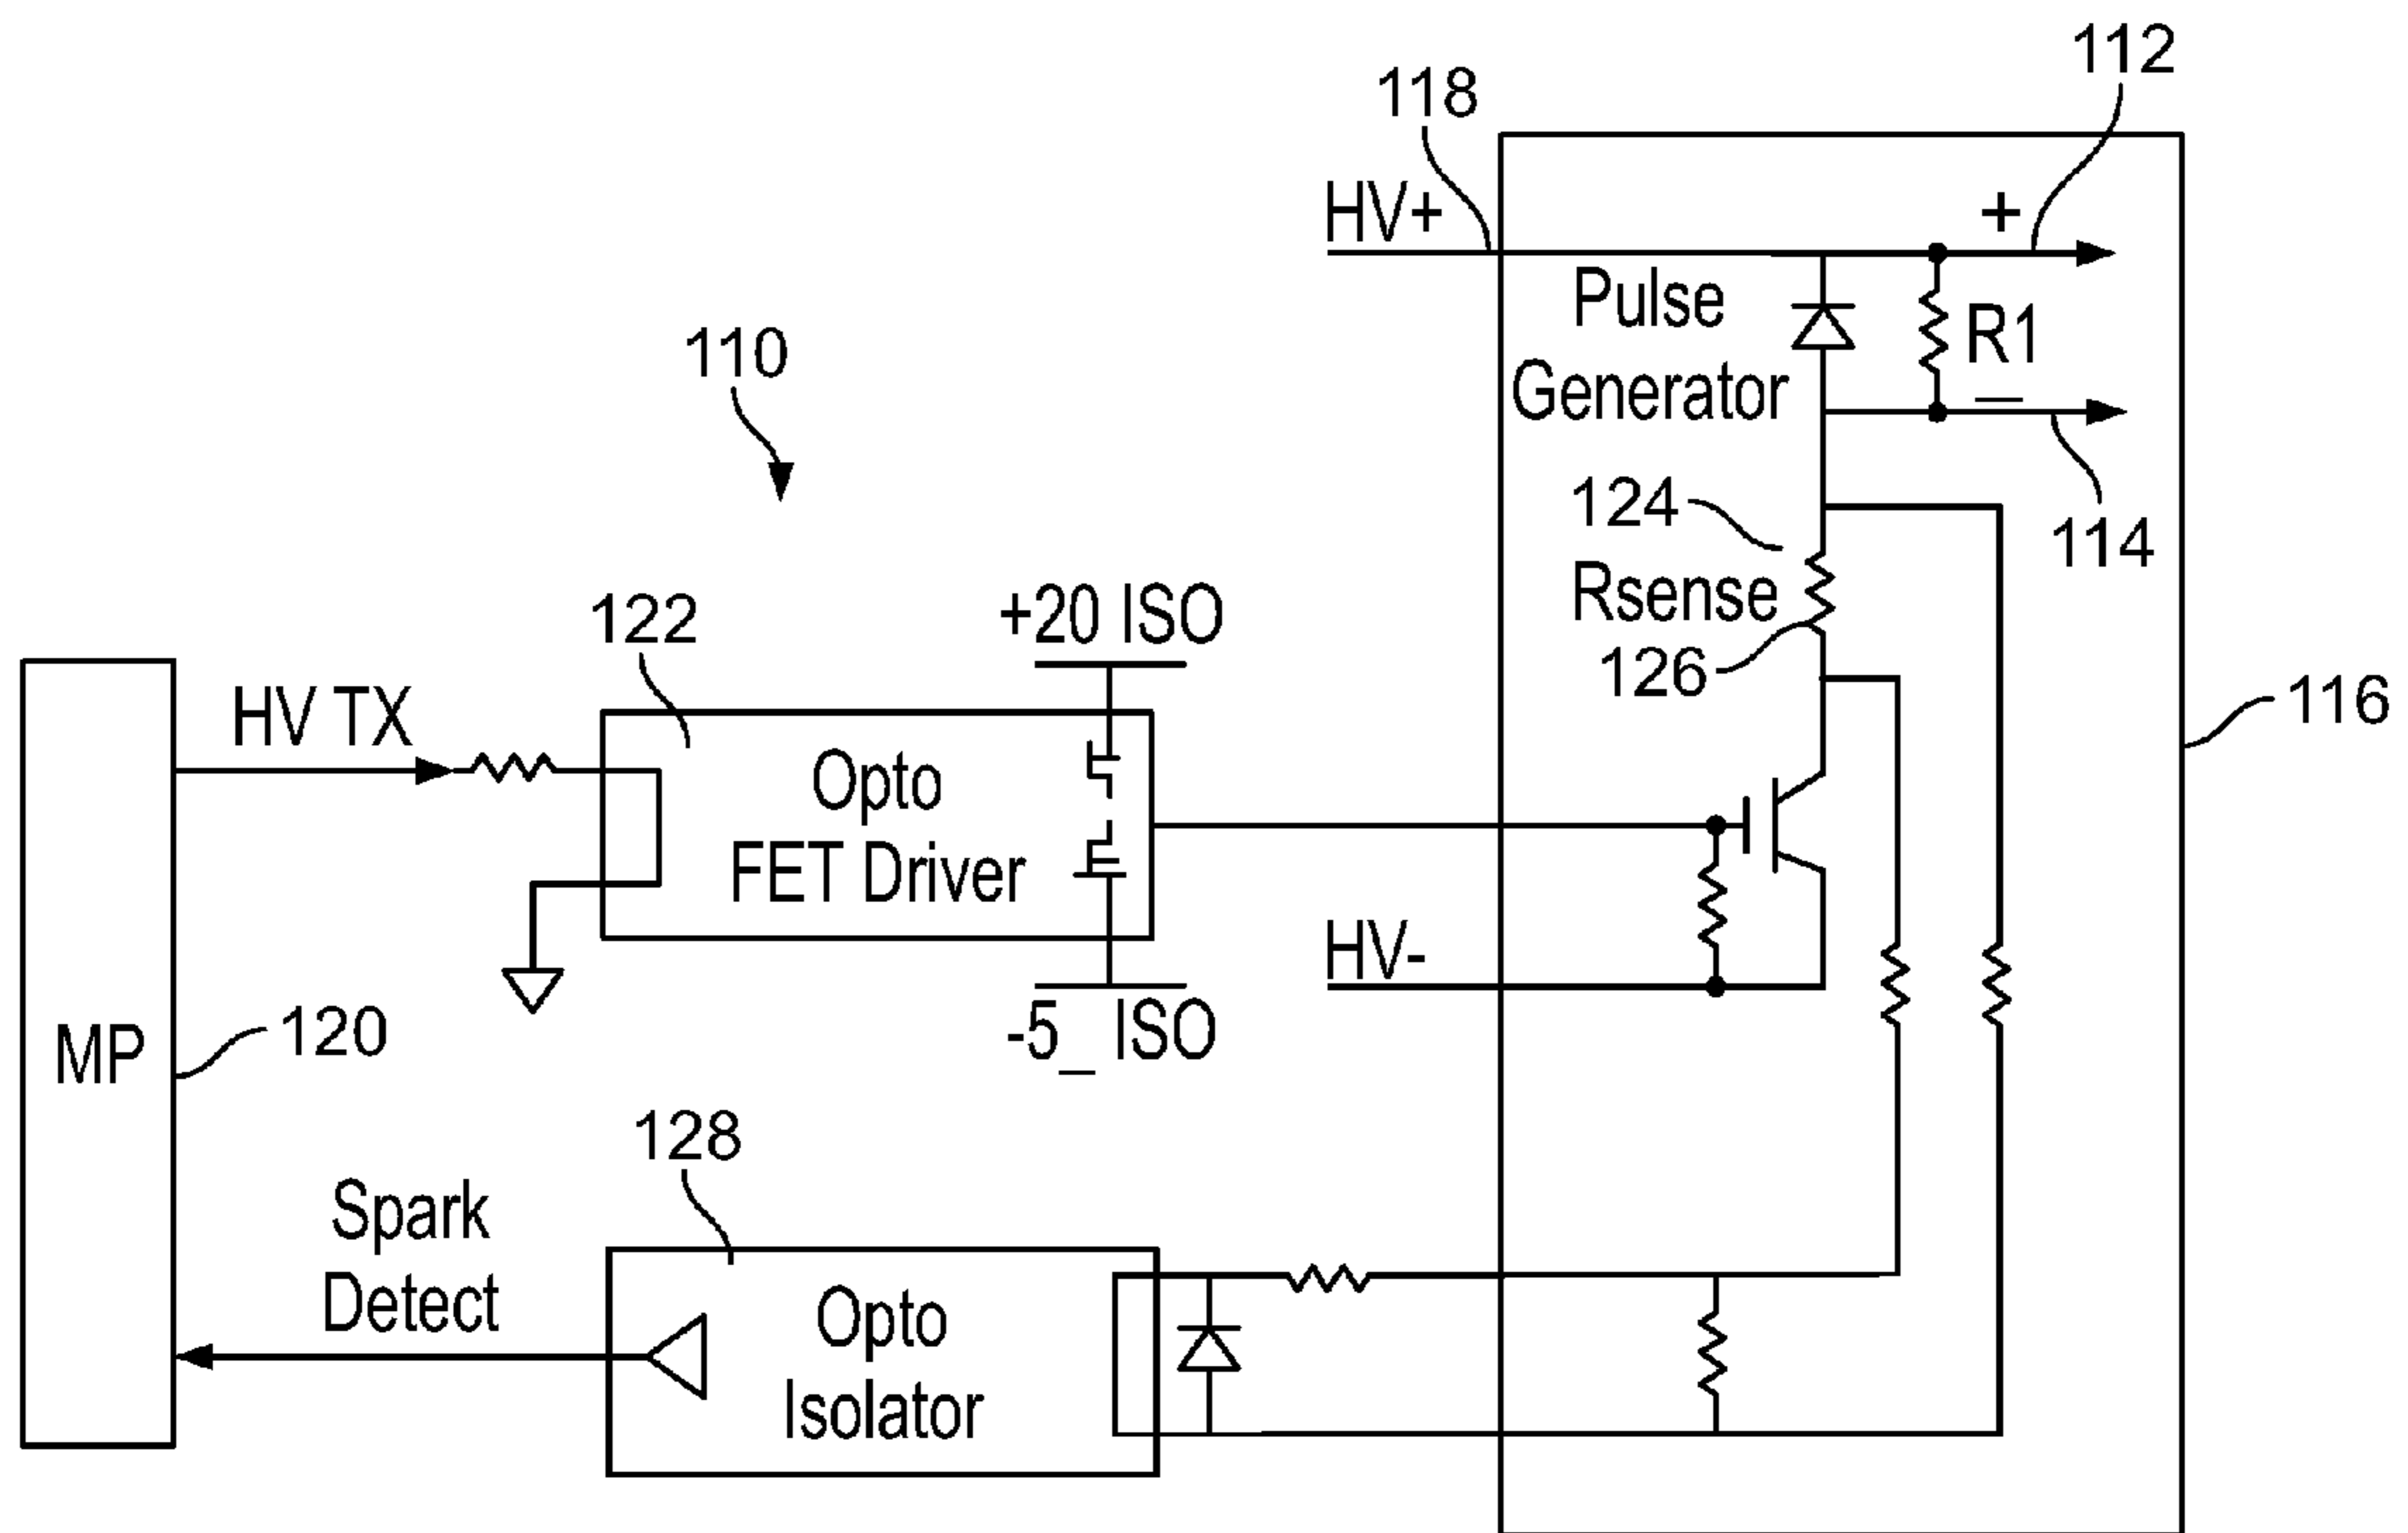 112
118
HV+
+
Pulse
Generator
R1
_
110
124
114
Rsense
126
122
+20 ISO
HV TX
116
Opto
FET Driver
HV-
-5_ ISO
MP
120
128
Spark
Detect
Opto
Isolator